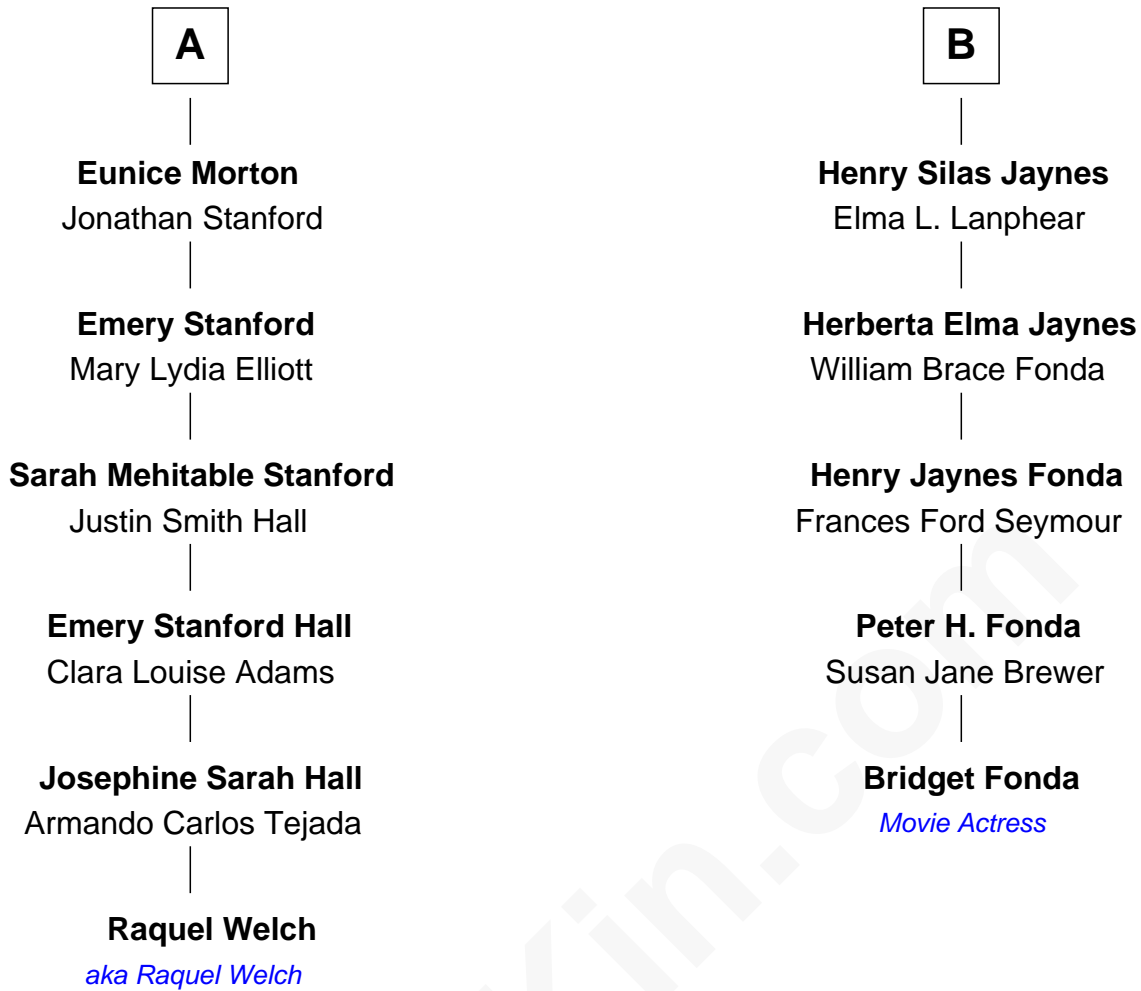 A
Eunice Morton
Jonathan Stanford
Emery Stanford
Mary Lydia Elliott
Sarah Mehitable Stanford
Justin Smith Hall
Emery Stanford Hall
Clara Louise Adams
Josephine Sarah Hall
Armando Carlos Tejada
Raquel Welch
aka Raquel Welch
B
Henry Silas Jaynes
Elma L. Lanphear
Herberta Elma Jaynes
William Brace Fonda
Henry Jaynes Fonda
Frances Ford Seymour
Peter H. Fonda
Susan Jane Brewer
Bridget Fonda
Movie Actress
Kin.com